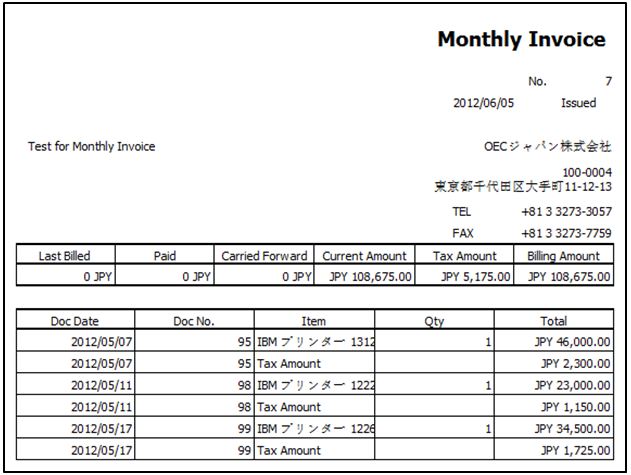 Monthly Invoice
No. 7
2012/06/05 Issued
Test for Monthly Invoice OECジャパン株式会社
100-0004
東京都千代田区大手町11-12-13
TEL +81 3 3273-3057
FAX +81 3 3273-7759
Last Billed Paid Carried Forward Current Amount Tax Amount Billing Amount
0 JPY 0 JPY 0 JPY JPY 108,675.00 JPY 5,175.00 JPY 108,675.00
Doc Date Doc No. Item Qty Total
2012/05/07 95 IBM プリンター 1312 1 JPY 46,000.00
2012/05/07 95 Tax Amount JPY 2,300.00
2012/05/11 98 IBM プリンター 1222 1 JPY 23,000.00
2012/05/11 98 Tax Amount JPY 1,150.00
2012/05/17 99 IBM プリンター 1226 1 JPY 34,500.00
2012/05/17 99 Tax Amount JPY 1,725.00